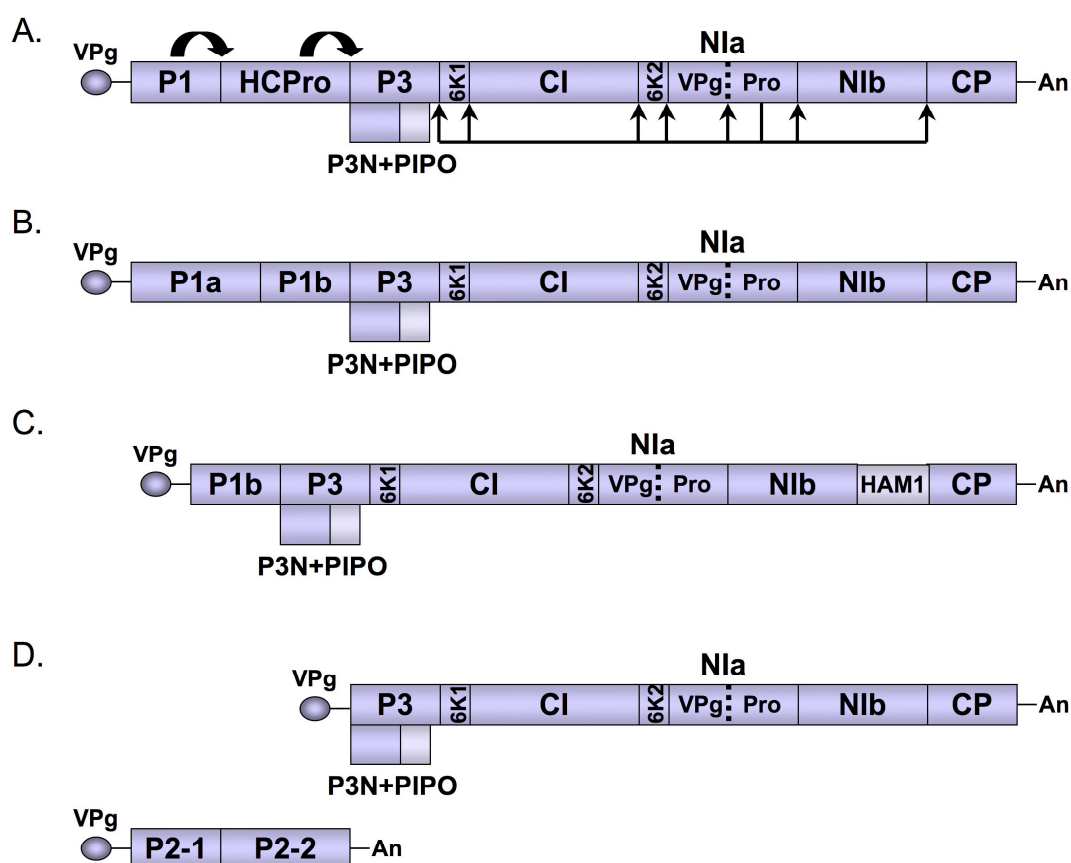 A.
NIa
VPg
P1 HCPro P3 6K1 CI 6K2 VPg Pro NIb CP An
P3N+PIPO
B.
NIa
VPg
P1a P1b P3 6K1 CI 6K2 VPg Pro NIb CP An
P3N+PIPO
C.
NIa
VPg
P1b P3 6K1 CI 6K2 VPg Pro NIb HAM1 CP An
P3N+PIPO
D.
NIa
VPg
P3 6K1 CI 6K2 VPg Pro NIb CP An
P3N+PIPO
VPg
P2-1 P2-2 An